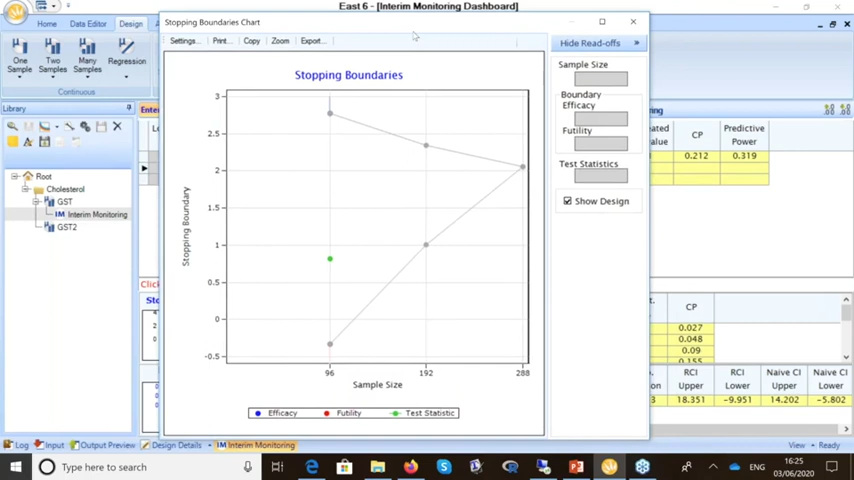 East 6 - [Interim Monitoring Dashboard]
Home
Data Editor
Design
One Sample
Two Samples
Many Samples
Regression
Continuous
Library
Root
Cholesterol
GST
IM Interim Monitoring
GST2
Stopping Boundaries Chart
Settings...
Print...
Copy
Zoom
Export...
Stopping Boundaries
3
2.5
2
1.5
1
0.5
0
-0.5
Stopping Boundary
96
192
288
Sample Size
Efficacy
Futility
Test Statistic
Hide Read-offs »
Sample Size
Boundary
Efficacy
Futility
Test Statistics
Show Design
CP
Predictive Power
0.212
0.319
CP
0.027
0.048
0.09
0.155
RCI Upper
RCI Lower
Naive CI Upper
Naive CI Lower
18.351
-9.951
14.202
-5.802
Log
Input
Output Preview
Design Details
IM Interim Monitoring
View
Ready
Type here to search
ENG
16:25
03/06/2020